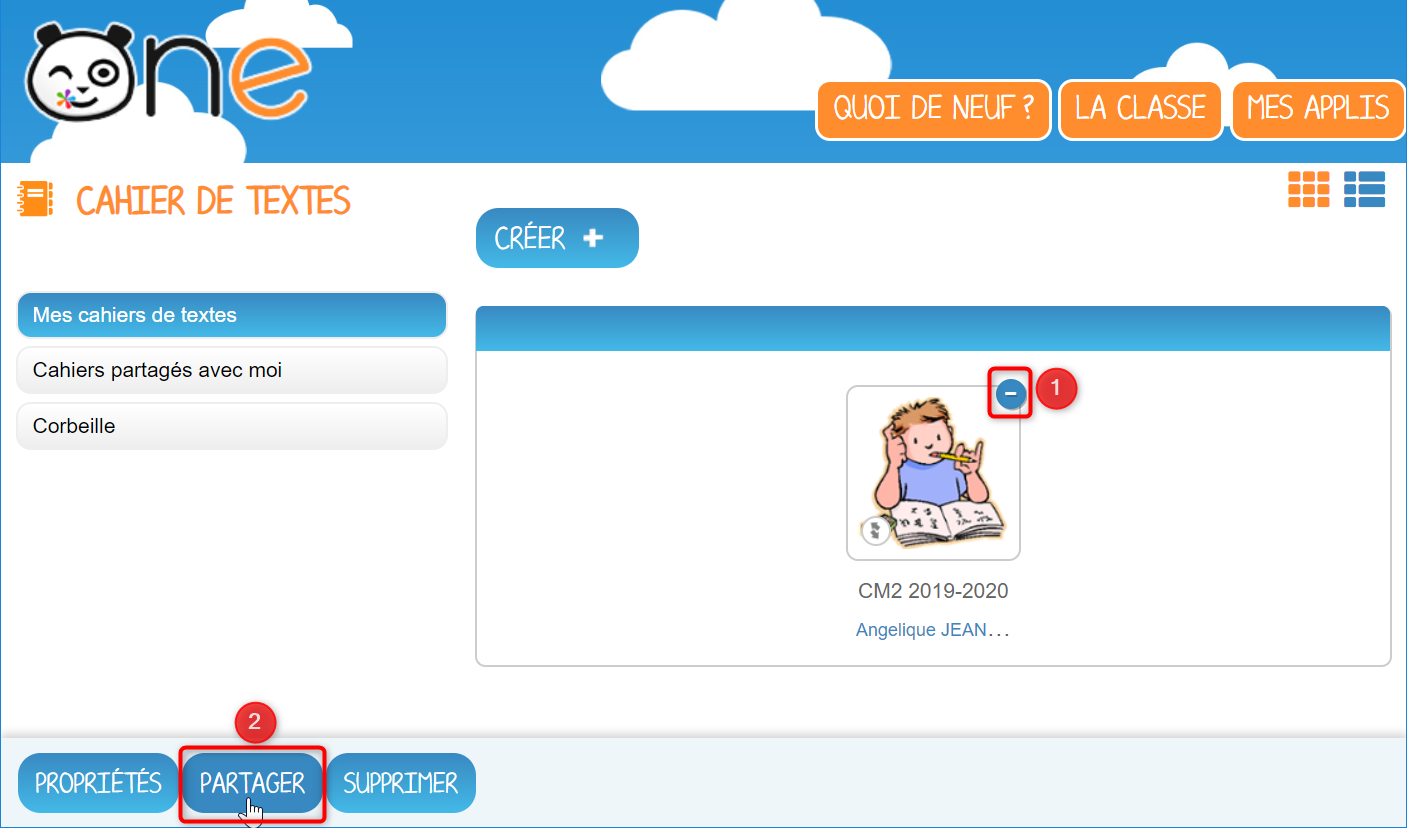 One
QUOI DE NEUF ?
LA CLASSE
MES APPLIS
CAHIER DE TEXTES
CRÉER
Mes cahiers de textes
Cahiers partagés avec moi
Corbeille
1
CM2 2019-2020
Angelique JEAN...
2
PROPRIÉTÉS
PARTAGER
SUPPRIMER